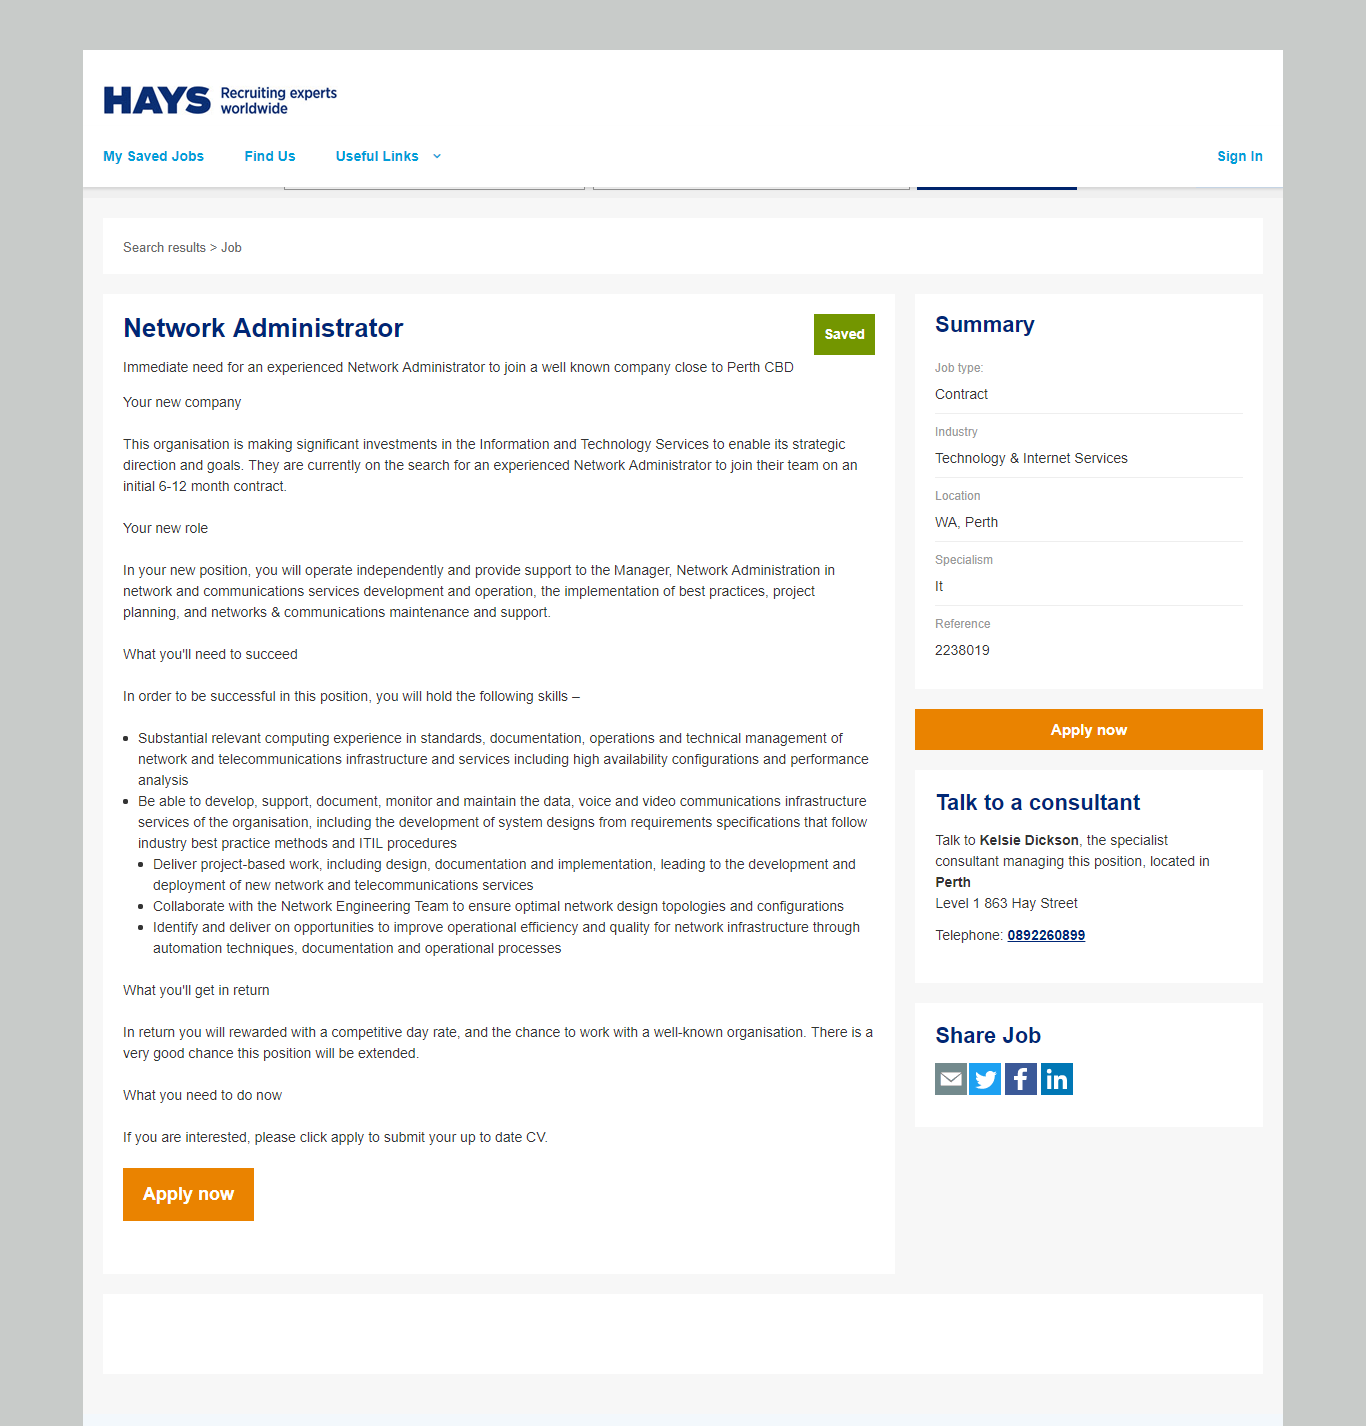 HAYS Recruiting experts
worldwide
My Saved Jobs Find Us Useful Links Sign In
Search results > Job
Network Administrator
Saved
Immediate need for an experienced Network Administrator to join a well known company close to Perth CBD
Your new company
This organisation is making significant investments in the Information and Technology Services to enable its strategic
direction and goals. They are currently on the search for an experienced Network Administrator to join their team on an
initial 6-12 month contract.
Your new role
In your new position, you will operate independently and provide support to the Manager, Network Administration in
network and communications services development and operation, the implementation of best practices, project
planning, and networks & communications maintenance and support.
What you'll need to succeed
In order to be successful in this position, you will hold the following skills –
Substantial relevant computing experience in standards, documentation, operations and technical management of
network and telecommunications infrastructure and services including high availability configurations and performance
analysis
Be able to develop, support, document, monitor and maintain the data, voice and video communications infrastructure
services of the organisation, including the development of system designs from requirements specifications that follow
industry best practice methods and ITIL procedures
Deliver project-based work, including design, documentation and implementation, leading to the development and
deployment of new network and telecommunications services
Collaborate with the Network Engineering Team to ensure optimal network design topologies and configurations
Identify and deliver on opportunities to improve operational efficiency and quality for network infrastructure through
automation techniques, documentation and operational processes
What you'll get in return
In return you will rewarded with a competitive day rate, and the chance to work with a well-known organisation. There is a
very good chance this position will be extended.
What you need to do now
If you are interested, please click apply to submit your up to date CV.
Apply now
Summary
Job type:
Contract
Industry
Technology & Internet Services
Location
WA, Perth
Specialism
It
Reference
2238019
Apply now
Talk to a consultant
Talk to Kelsie Dickson, the specialist
consultant managing this position, located in
Perth
Level 1 863 Hay Street
Telephone: 0892260899
Share Job